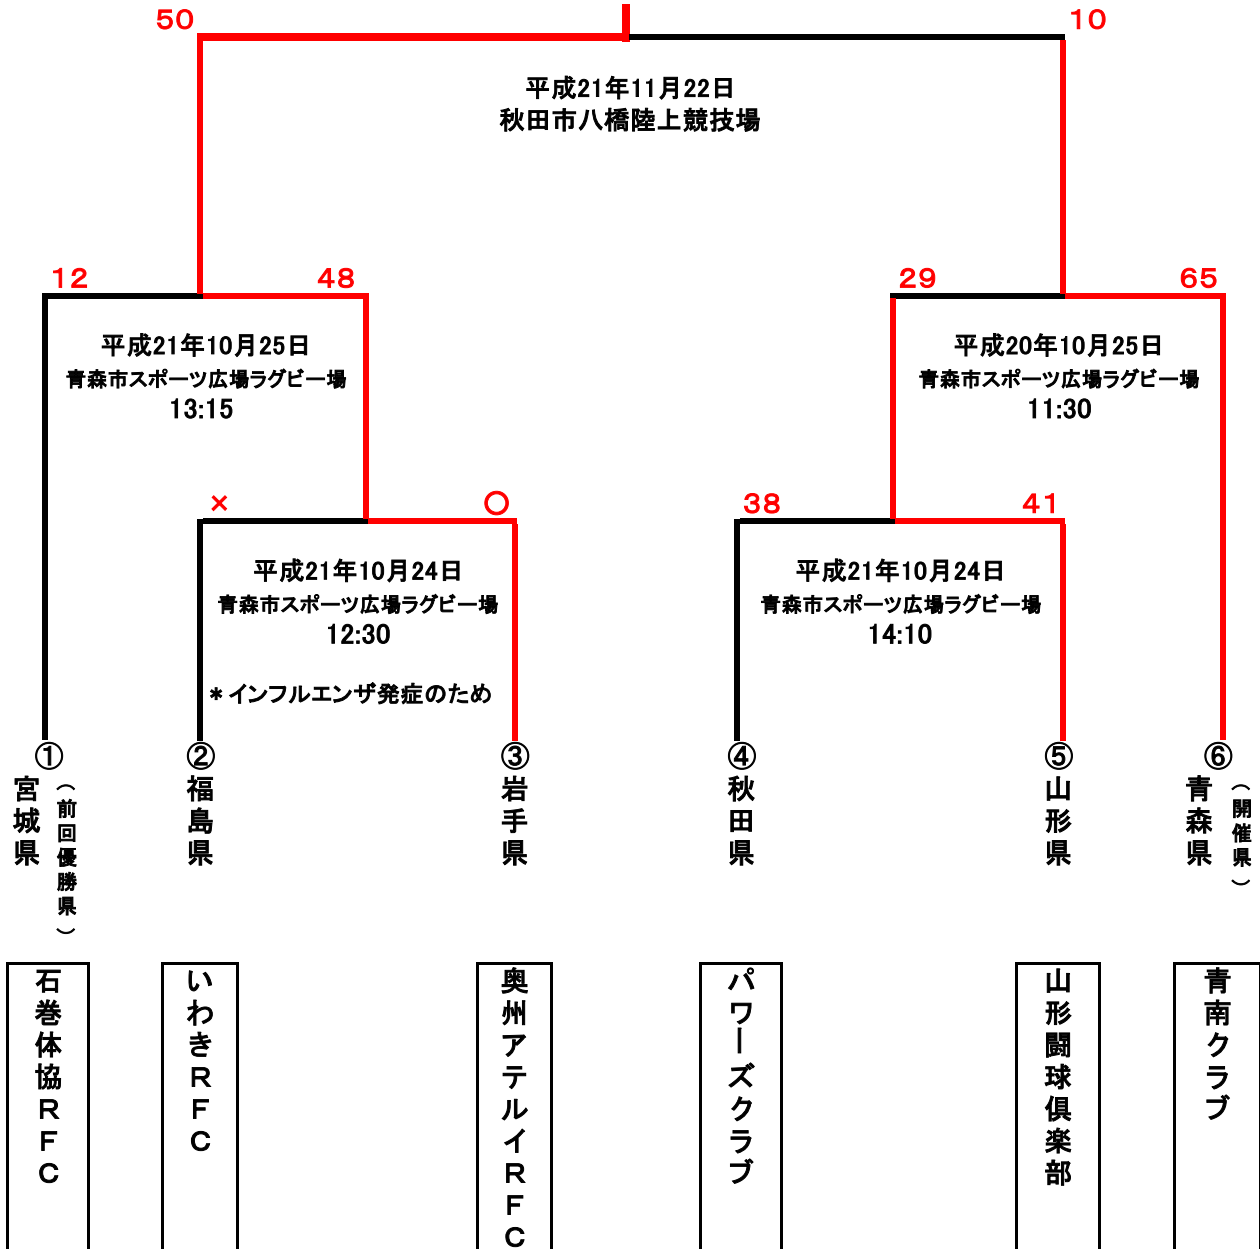 50
10
平成21年11月22日
秋田市八橋陸上競技場
12
48
29
65
平成21年10月25日
青森市スポーツ広場ラグビー場
13:15
平成20年10月25日
青森市スポーツ広場ラグビー場
11:30
×
○
38
41
平成21年10月24日
青森市スポーツ広場ラグビー場
12:30
*インフルエンザ発症のため
平成21年10月24日
青森市スポーツ広場ラグビー場
14:10
①
宮城県
（前回優勝県）
②
福島県
③
岩手県
④
秋田県
⑤
山形県
⑥
青森県
（開催県）
石巻体協RFC
いわきRFC
奥州アテルイRFC
パワーズクラブ
山形闘球倶楽部
青南クラブ